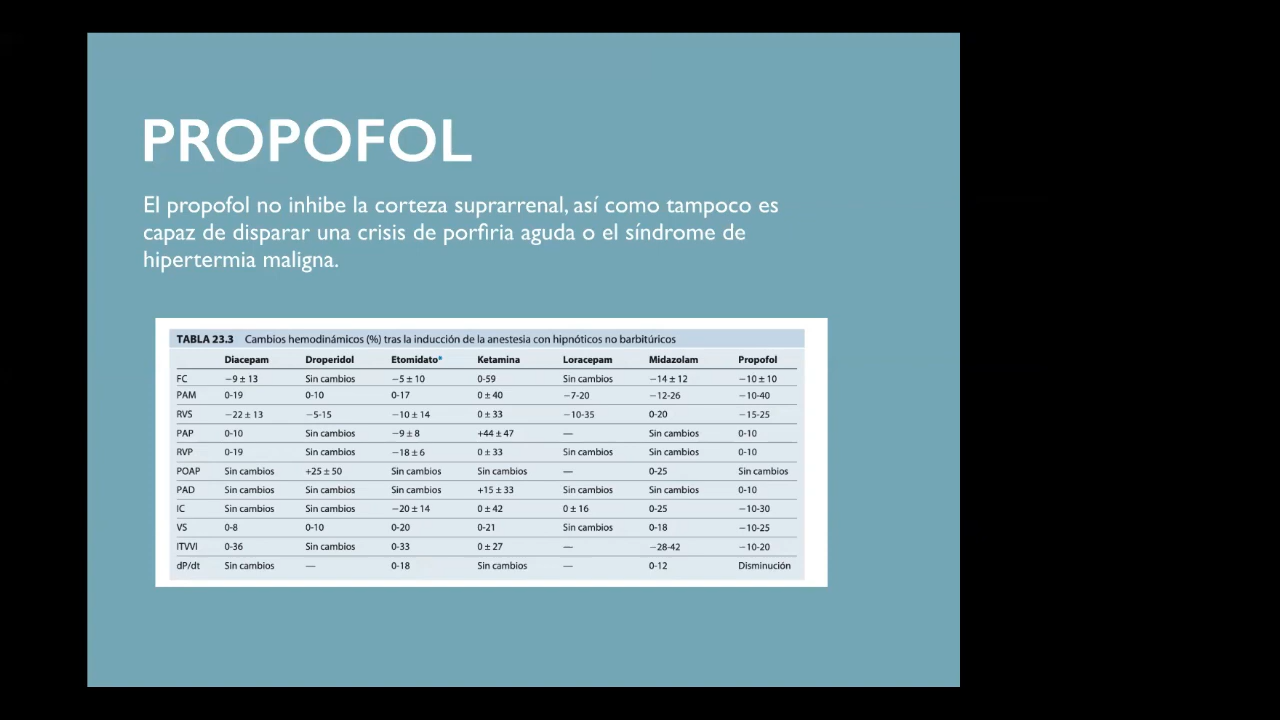 PROPOFOL
El propofol no inhibe la corteza suprarrenal, así como tampoco es
capaz de disparar una crisis de porfiria aguda o el síndrome de
hipertermia maligna.
TABLA 23.3 Cambios hemodinámicos (%) tras la inducción de la anestesia con hipnóticos no barbitúricos
Diacepam Droperidol Etomidato* Ketamina Loracepam Midazolam Propofol
FC −9 ± 13 Sin cambios −5 ± 10 0-59 Sin cambios −14 ± 12 −10 ± 10
PAM 0-19 0-10 0-17 0 ± 40 −7-20 −12-26 −10-40
RVS −22 ± 13 −5-15 −10 ± 14 0 ± 33 −10-35 0-20 −15-25
PAP 0-10 Sin cambios −9 ± 8 +44 ± 47 — Sin cambios 0-10
RVP 0-19 Sin cambios −18 ± 6 0 ± 33 Sin cambios Sin cambios 0-10
POAP Sin cambios +25 ± 50 Sin cambios Sin cambios — 0-25 Sin cambios
PAD Sin cambios Sin cambios Sin cambios +15 ± 33 Sin cambios Sin cambios 0-10
IC Sin cambios Sin cambios −20 ± 14 0 ± 42 0 ± 16 0-25 −10-30
VS 0-8 0-10 0-20 0-21 Sin cambios 0-18 −10-25
ITVVI 0-36 Sin cambios 0-33 0 ± 27 — −28-42 −10-20
dP/dt Sin cambios — 0-18 Sin cambios — 0-12 Disminución